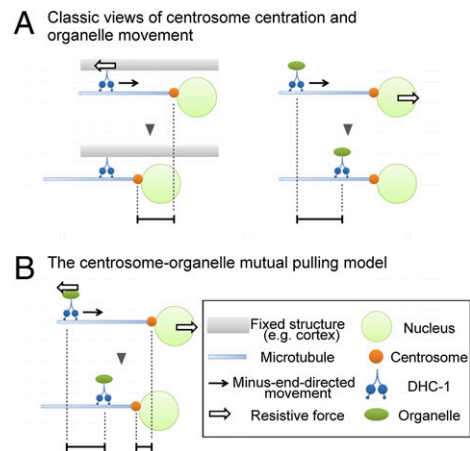 A Classic views of centrosome centration and
organelle movement
B The centrosome-organelle mutual pulling model
Fixed structure
(e.g. cortex)
Nucleus
Microtubule
Centrosome
Minus-end-directed
movement
DHC-1
Resistive force
Organelle